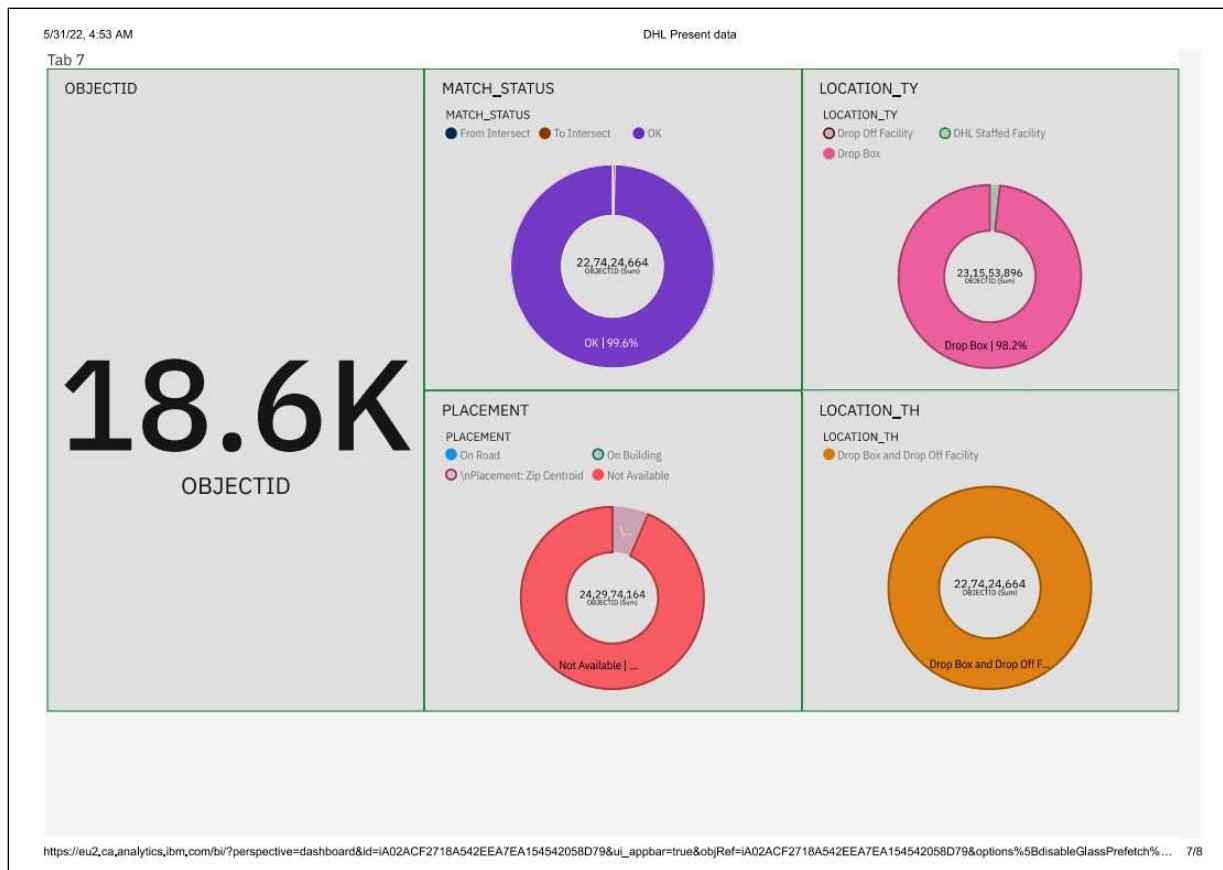 5/31/22, 4:53 AM
DHL Present data
Tab 7
OBJECTID
18.6K
OBJECTID
MATCH_STATUS
MATCH_STATUS
From Intersect To Intersect OK
22,74,24,664
OBJECTID (Sum)
OK | 99.6%
LOCATION_TY
LOCATION_TY
Drop Off Facility DHL Staffed Facility
Drop Box
23,15,53,896
OBJECTID (Sum)
Drop Box | 98.2%
PLACEMENT
PLACEMENT
On Road On Building
\nPlacement: Zip Centroid Not Available
\...
24,29,74,164
OBJECTID (Sum)
Not Available | ...
LOCATION_TH
LOCATION_TH
Drop Box and Drop Off Facility
22,74,24,664
OBJECTID (Sum)
Drop Box and Drop Off F...
https://eu2.ca.analytics.ibm.com/bi/?perspective=dashboard&id=iA02ACF2718A542EEA7EA154542058D79&ui_appbar=true&objRef=iA02ACF2718A542EEA7EA154542058D79&options%5BdisableGlassPrefetch%... 7/8